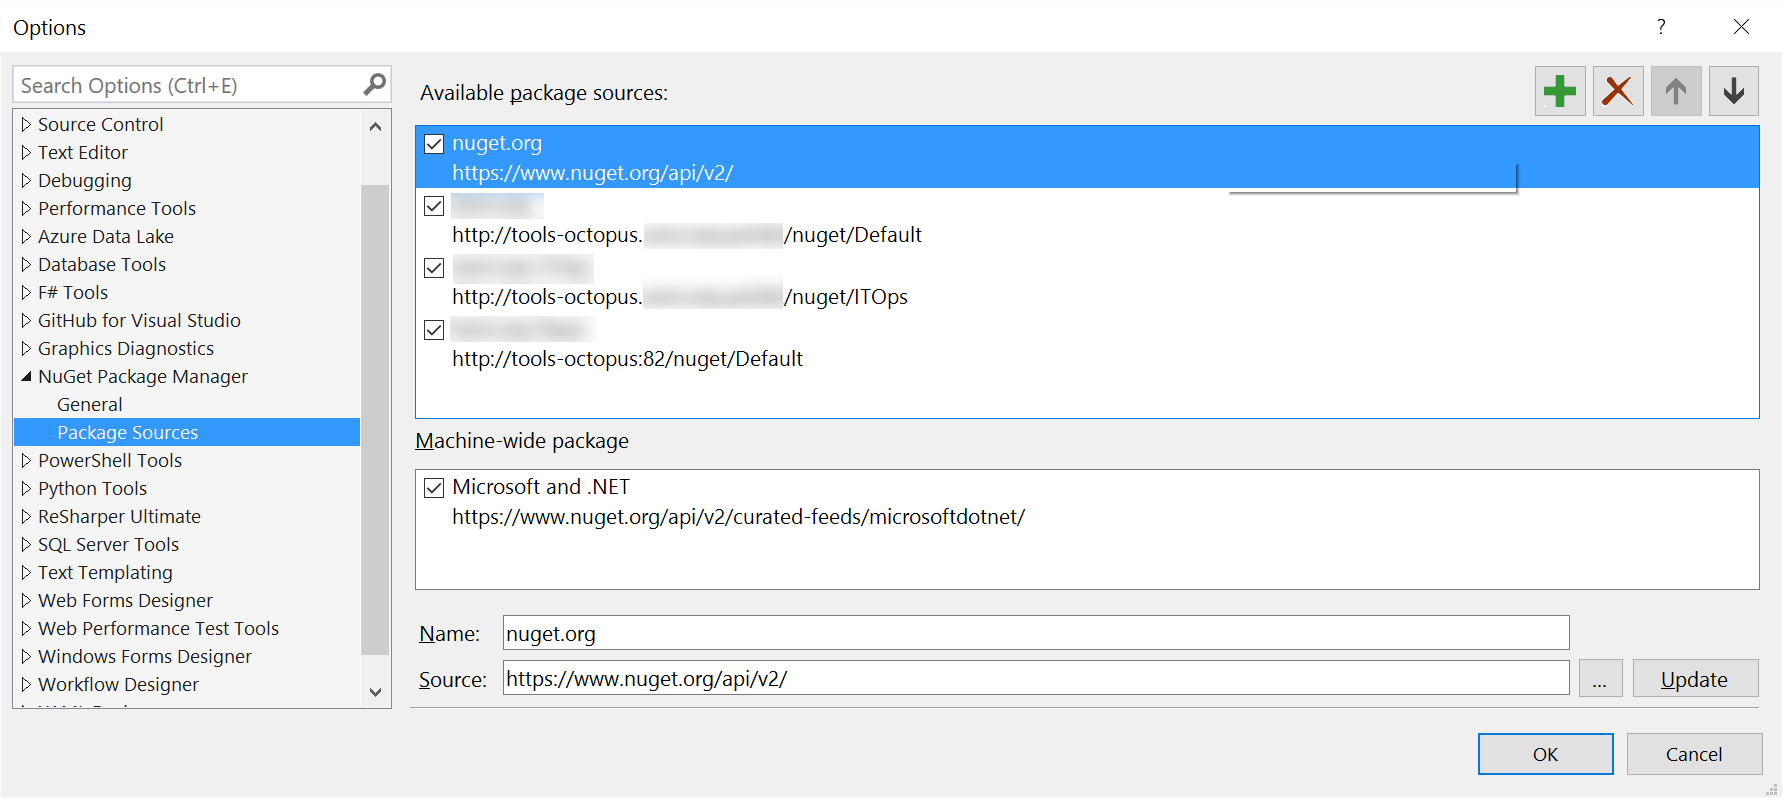 Options
?
Search Options (Ctrl+E)
Source Control
Text Editor
Debugging
Performance Tools
Azure Data Lake
Database Tools
F# Tools
GitHub for Visual Studio
Graphics Diagnostics
NuGet Package Manager
General
Package Sources
PowerShell Tools
Python Tools
ReSharper Ultimate
SQL Server Tools
Text Templating
Web Forms Designer
Web Performance Test Tools
Windows Forms Designer
Workflow Designer
Available package sources:
nuget.org
https://www.nuget.org/api/v2/
http://tools-octopus. /nuget/Default
http://tools-octopus. /nuget/ITOps
http://tools-octopus:82/nuget/Default
Machine-wide package
Microsoft and .NET
https://www.nuget.org/api/v2/curated-feeds/microsoftdotnet/
Name: nuget.org
Source: https://www.nuget.org/api/v2/ ... Update
OK Cancel